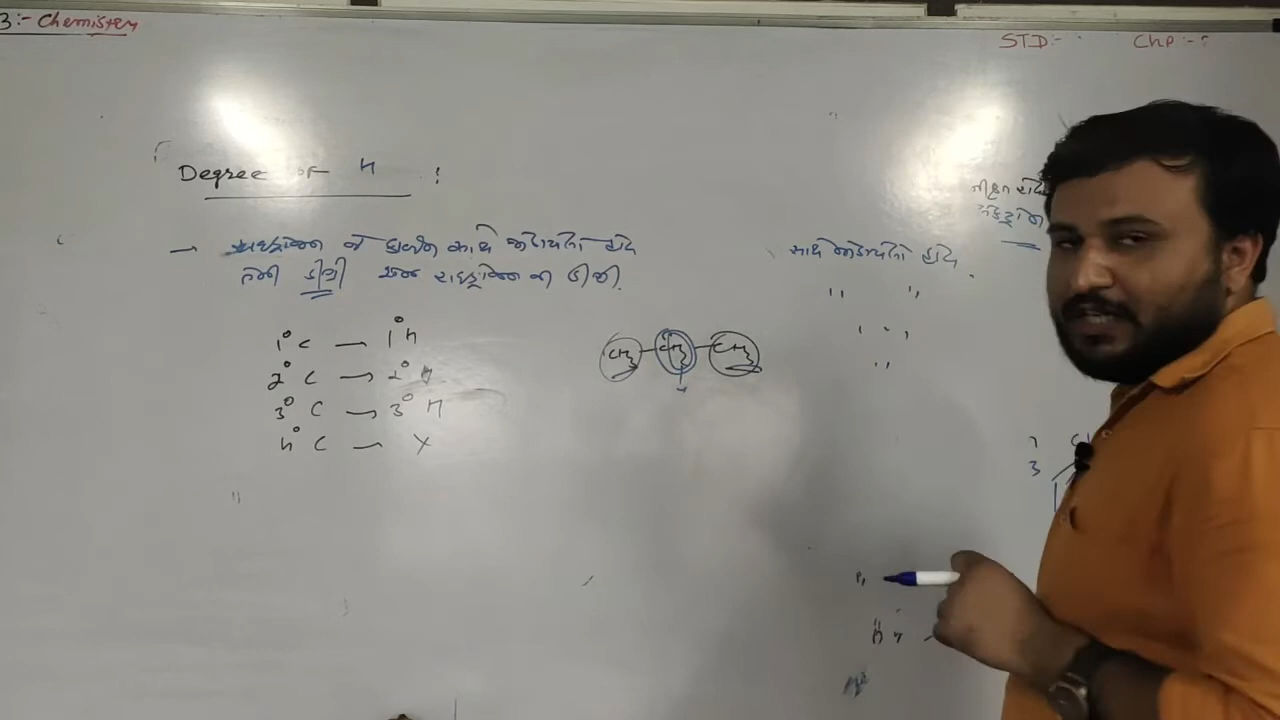 3:- Chemistry
STD:- Chp:-
Degree of H :
→ હાઇડ્રોજન જે કાર્બન સાથે જોડાયેલો હોય
તેની ડીગ્રી એજ હાઇડ્રોજન ની ડીગ્રી.
સાથે જોડાયેલો હોય.
" "
" "
" "
1° C → 1° H
2° C → 2° H
3° C → 3° H
4° C → X
CH3 - CH2 - CH3